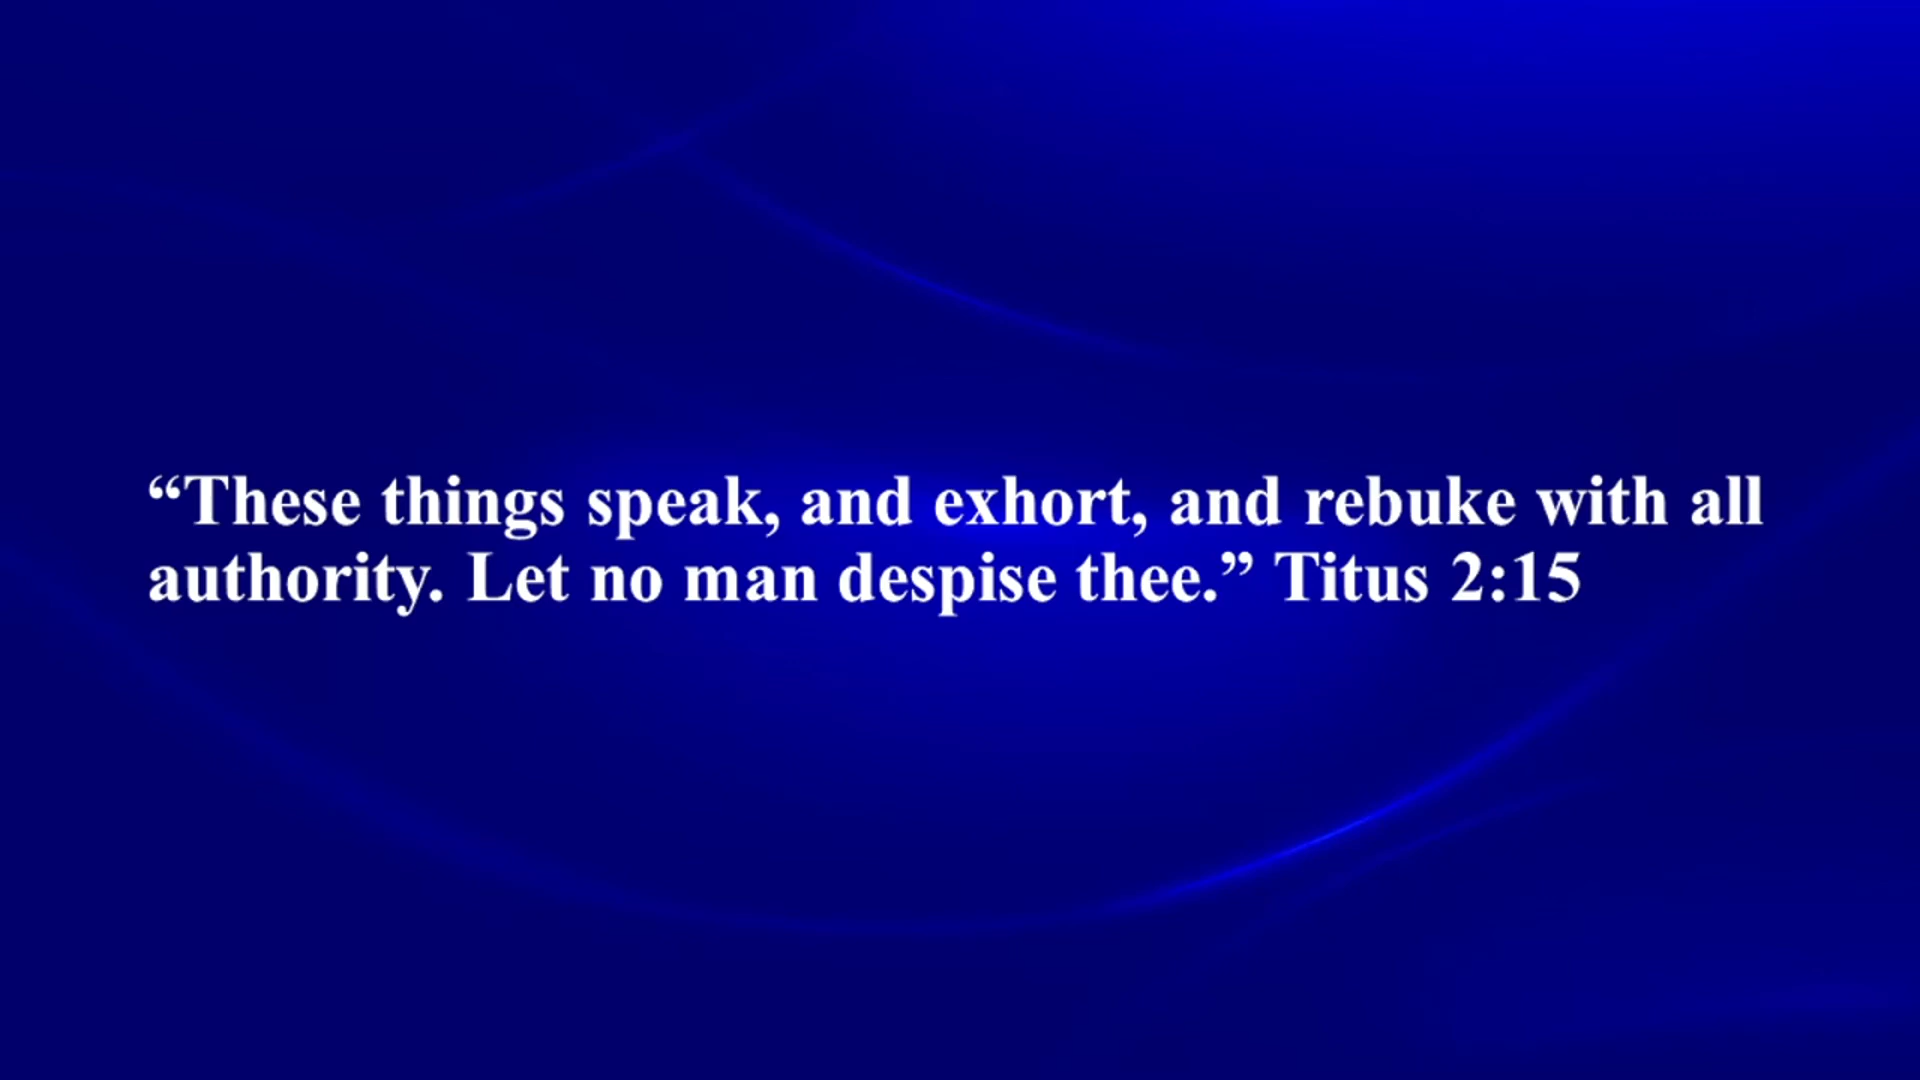 “These things speak, and exhort, and rebuke with all
authority. Let no man despise thee.” Titus 2:15